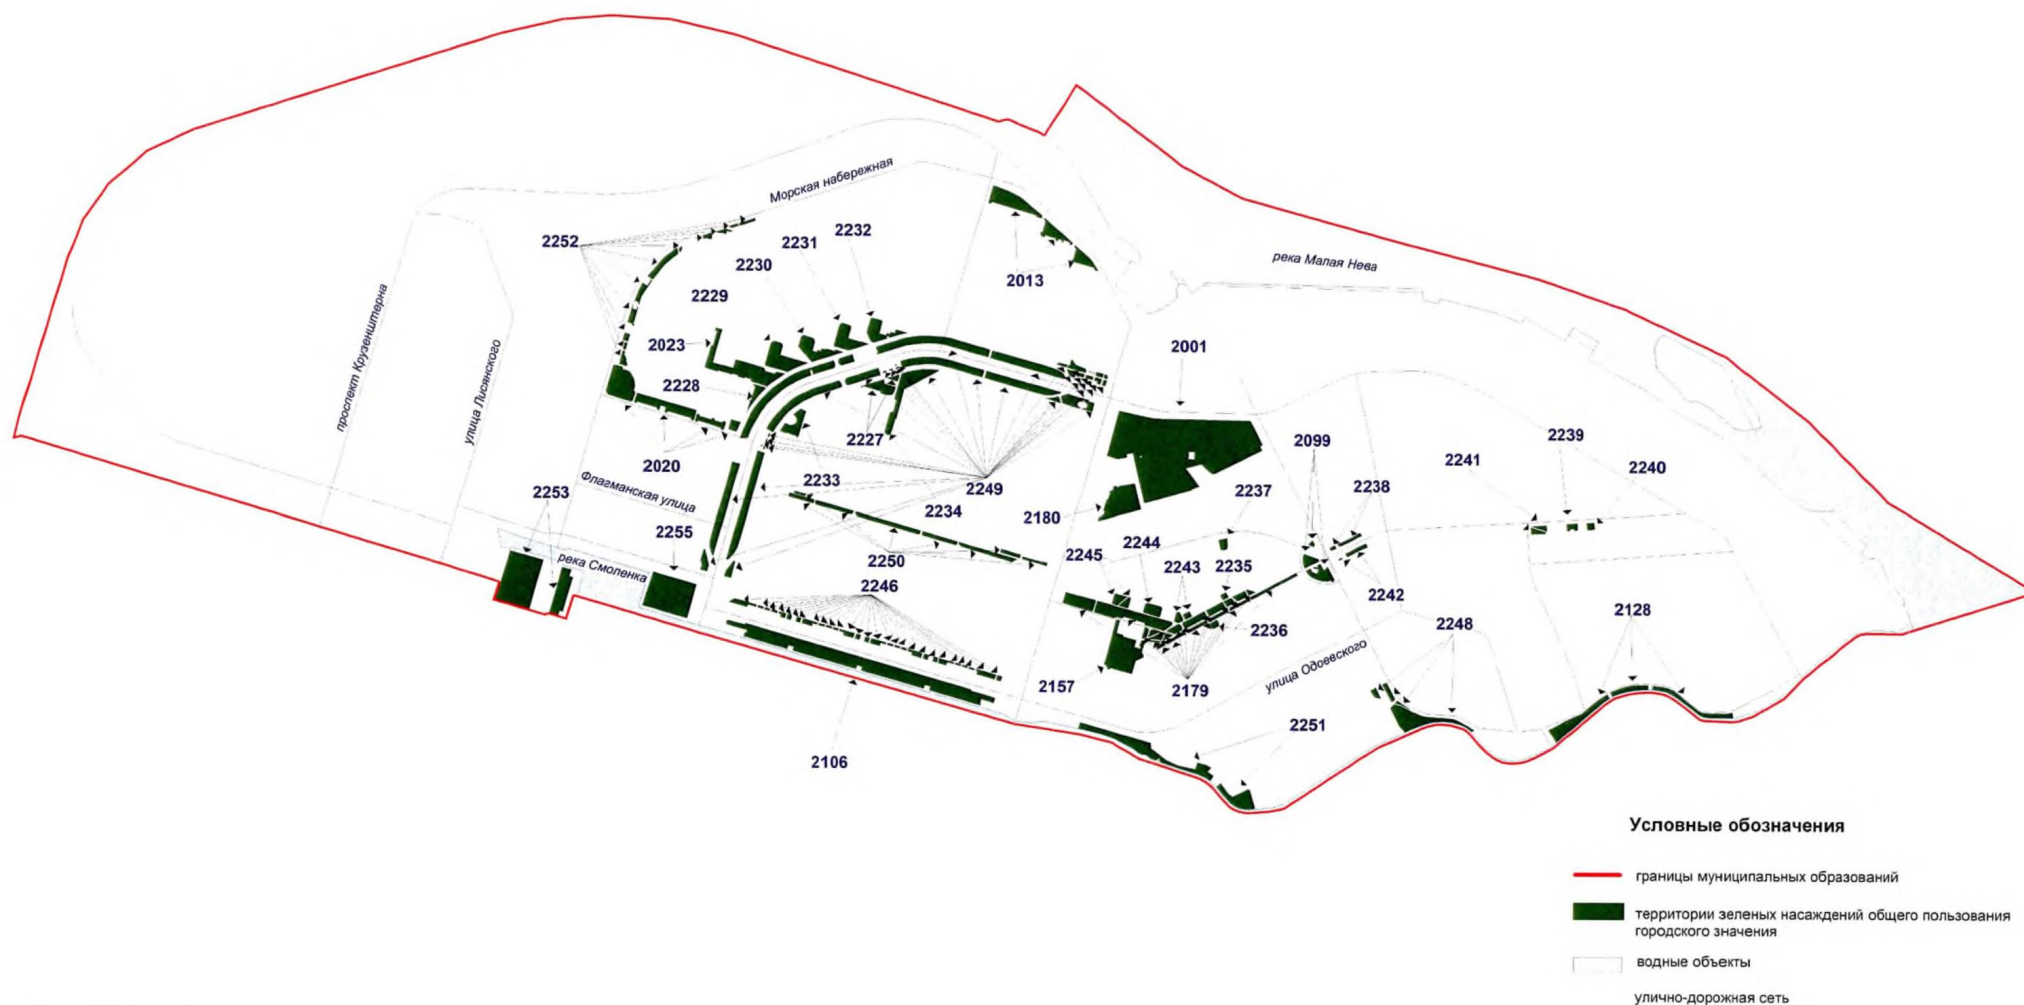 Морская набережная
2252
2232
2231
2230
2229
2013
река Малая Нева
проспект Крузенштерна
улица Лисянского
2023
2228
2001
2227
2099
2239
2241
2240
2020
2233
2249
2237
2238
Флагманская улица
2253
2234
2180
2255
река Смоленка
2250
2245
2244
2243
2235
2246
2242
2128
2248
2236
2157
2179
улица Одоевского
2251
2106
Условные обозначения
границы муниципальных образований
территории зеленых насаждений общего пользования
городского значения
водные объекты
улично-дорожная сеть